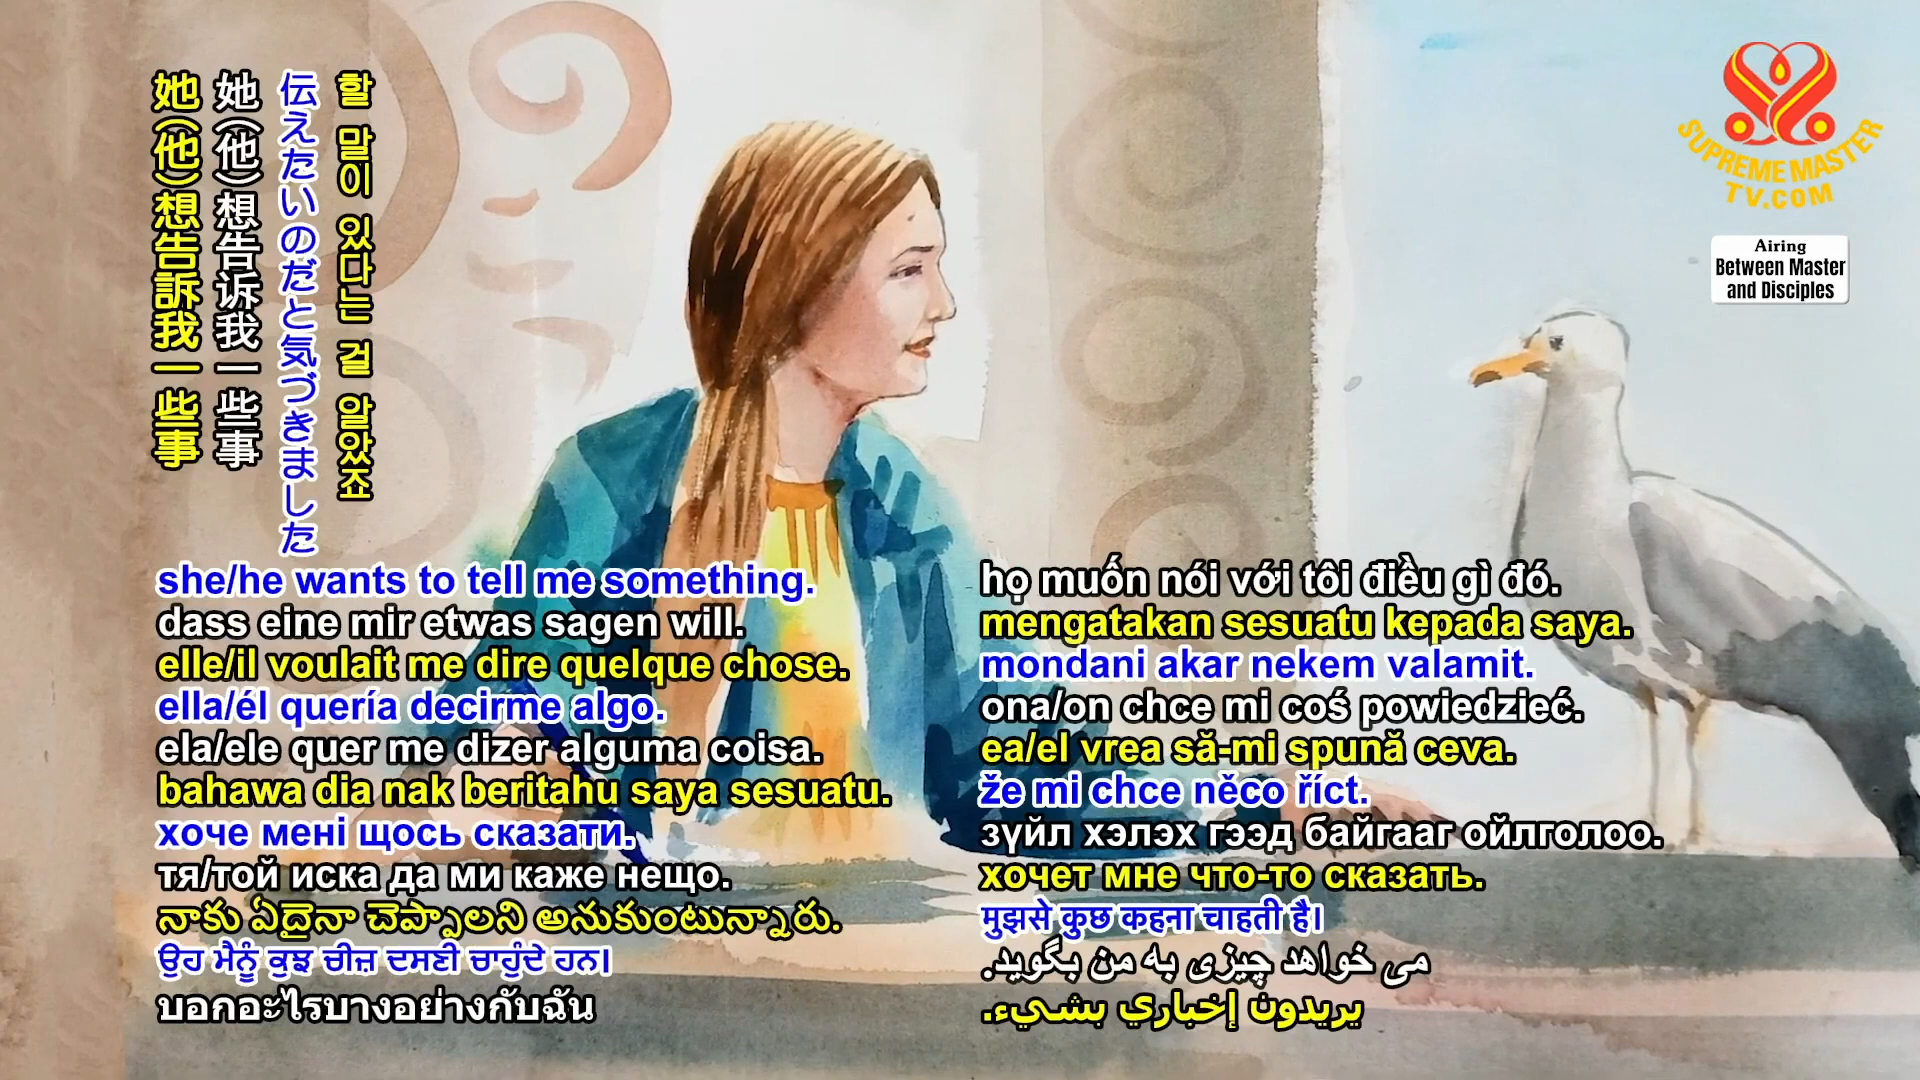 她(他)想告訴我一些事
她(他)想告诉我一些事
伝えたいのだと気づきました
할 말이 있다는 걸 알았죠
she/he wants to tell me something.
dass eine mir etwas sagen will.
elle/il voulait me dire quelque chose.
ella/él quería decirme algo.
ela/ele quer me dizer alguma coisa.
bahawa dia nak beritahu saya sesuatu.
хоче мені щось сказати.
тя/той иска да ми каже нещо.
నాకు ఏదైనా చెప్పాలని అనుకుంటున్నారు.
ਉਹ ਮੈਨੂੰ ਕੁਝ ਚੀਜ਼ ਦਸਣੀ ਚਾਹੁੰਦੇ ਹਨ।
บอกอะไรบางอย่างกับฉัน
họ muốn nói với tôi điều gì đó.
mengatakan sesuatu kepada saya.
mondani akar nekem valamit.
ona/on chce mi coś powiedzieć.
ea/el vrea să-mi spună ceva.
že mi chce něco říct.
зүйл хэлэх гээд байгааг ойлголоо.
хочет мне что-то сказать.
मुझसे कुछ कहना चाहती है।
می خواهد چیزی به من بگوید.
يريدون إخباري بشيء.
SUPREME MASTER
TV.COM
Airing
Between Master
and Disciples